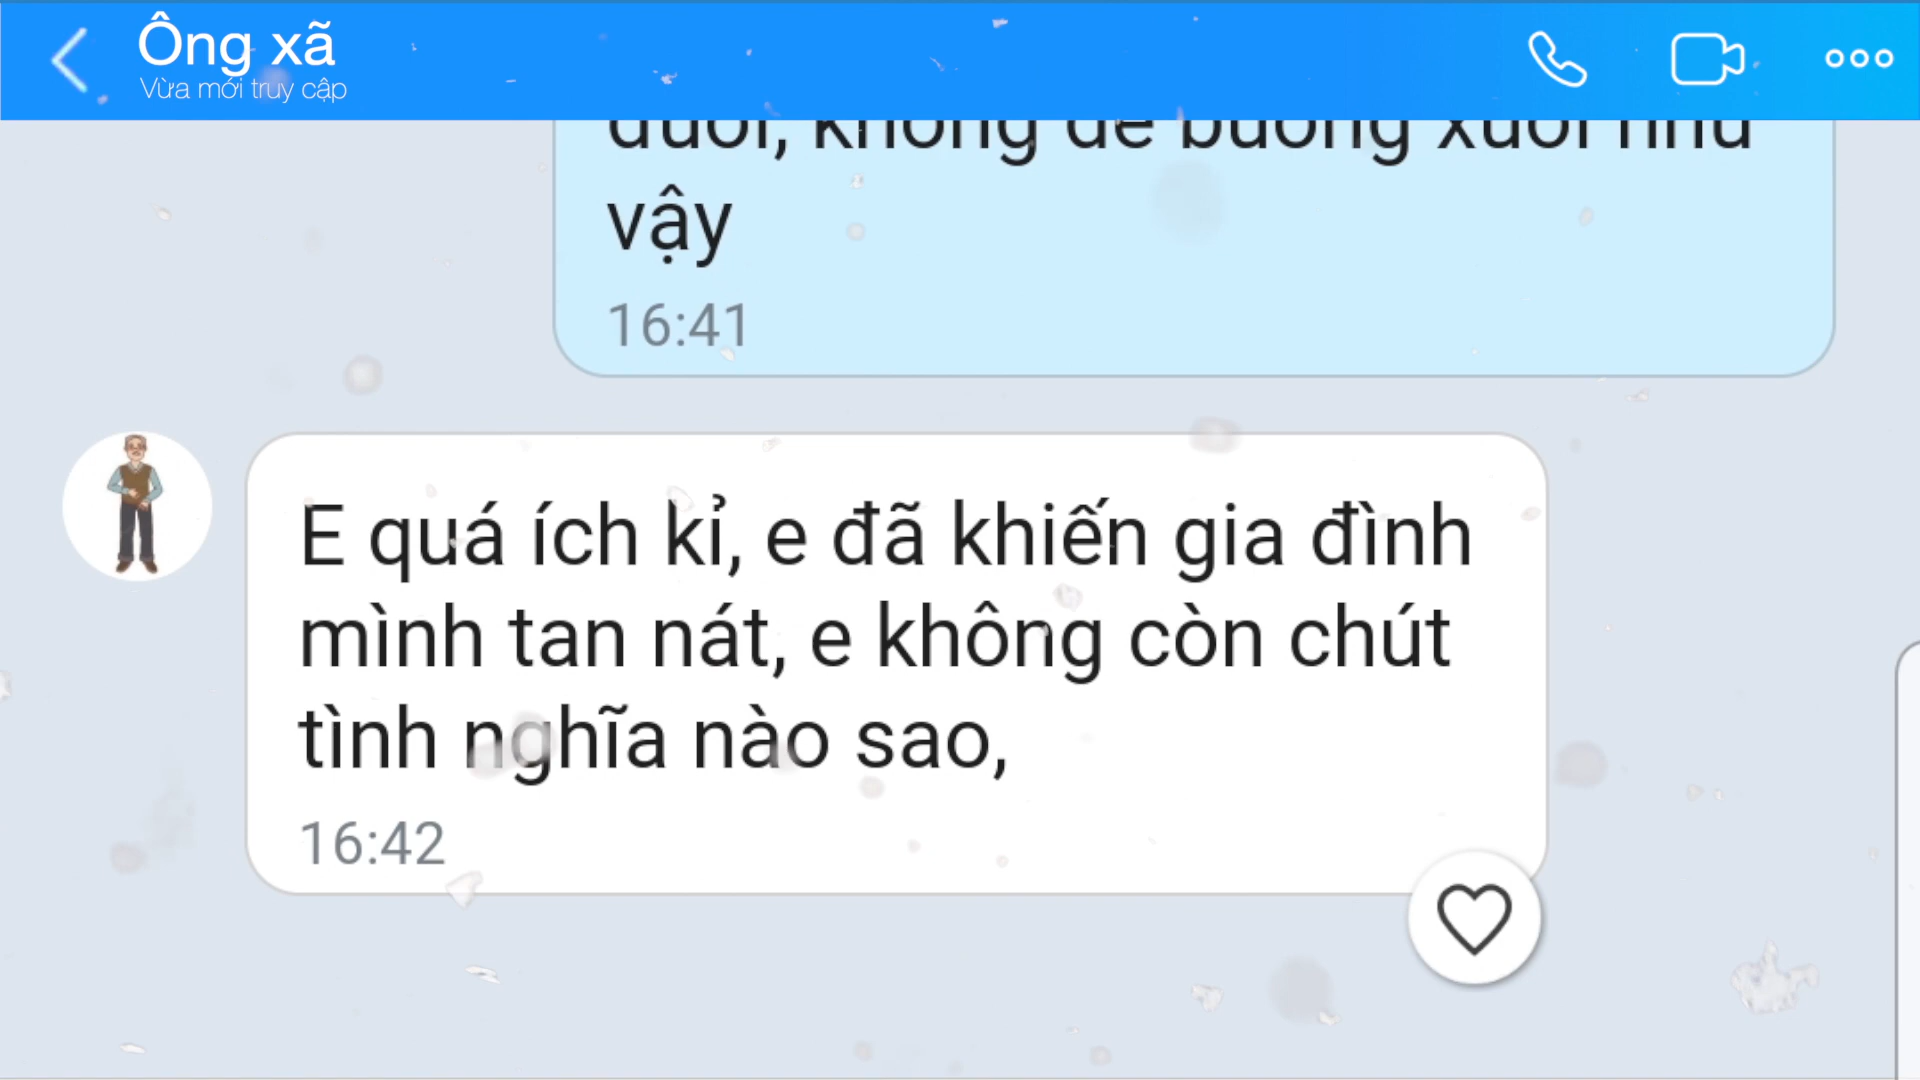 Ông xã
Vừa mới truy cập
vậy
16:41
E quá ích kỉ, e đã khiến gia đình
mình tan nát, e không còn chút
tình nghĩa nào sao,
16:42